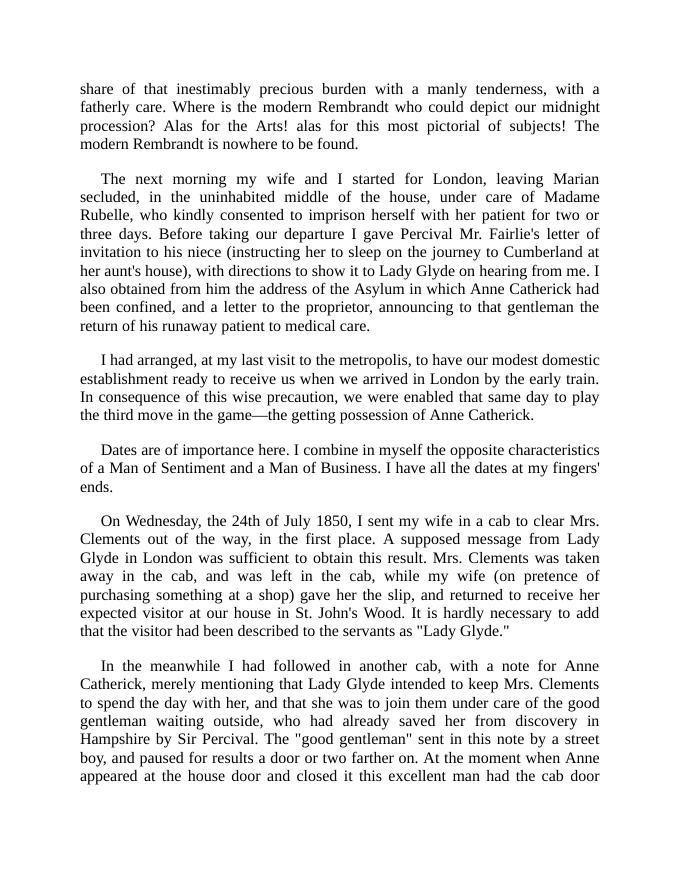 share of that inestimably precious burden with a manly tenderness, with a
fatherly care. Where is the modern Rembrandt who could depict our midnight
procession? Alas for the Arts! alas for this most pictorial of subjects! The
modern Rembrandt is nowhere to be found.
The next morning my wife and I started for London, leaving Marian
secluded, in the uninhabited middle of the house, under care of Madame
Rubelle, who kindly consented to imprison herself with her patient for two or
three days. Before taking our departure I gave Percival Mr. Fairlie's letter of
invitation to his niece (instructing her to sleep on the journey to Cumberland at
her aunt's house), with directions to show it to Lady Glyde on hearing from me. I
also obtained from him the address of the Asylum in which Anne Catherick had
been confined, and a letter to the proprietor, announcing to that gentleman the
return of his runaway patient to medical care.
I had arranged, at my last visit to the metropolis, to have our modest domestic
establishment ready to receive us when we arrived in London by the early train.
In consequence of this wise precaution, we were enabled that same day to play
the third move in the game—the getting possession of Anne Catherick.
Dates are of importance here. I combine in myself the opposite characteristics
of a Man of Sentiment and a Man of Business. I have all the dates at my fingers'
ends.
On Wednesday, the 24th of July 1850, I sent my wife in a cab to clear Mrs.
Clements out of the way, in the first place. A supposed message from Lady
Glyde in London was sufficient to obtain this result. Mrs. Clements was taken
away in the cab, and was left in the cab, while my wife (on pretence of
purchasing something at a shop) gave her the slip, and returned to receive her
expected visitor at our house in St. John's Wood. It is hardly necessary to add
that the visitor had been described to the servants as "Lady Glyde."
In the meanwhile I had followed in another cab, with a note for Anne
Catherick, merely mentioning that Lady Glyde intended to keep Mrs. Clements
to spend the day with her, and that she was to join them under care of the good
gentleman waiting outside, who had already saved her from discovery in
Hampshire by Sir Percival. The "good gentleman" sent in this note by a street
boy, and paused for results a door or two farther on. At the moment when Anne
appeared at the house door and closed it this excellent man had the cab door